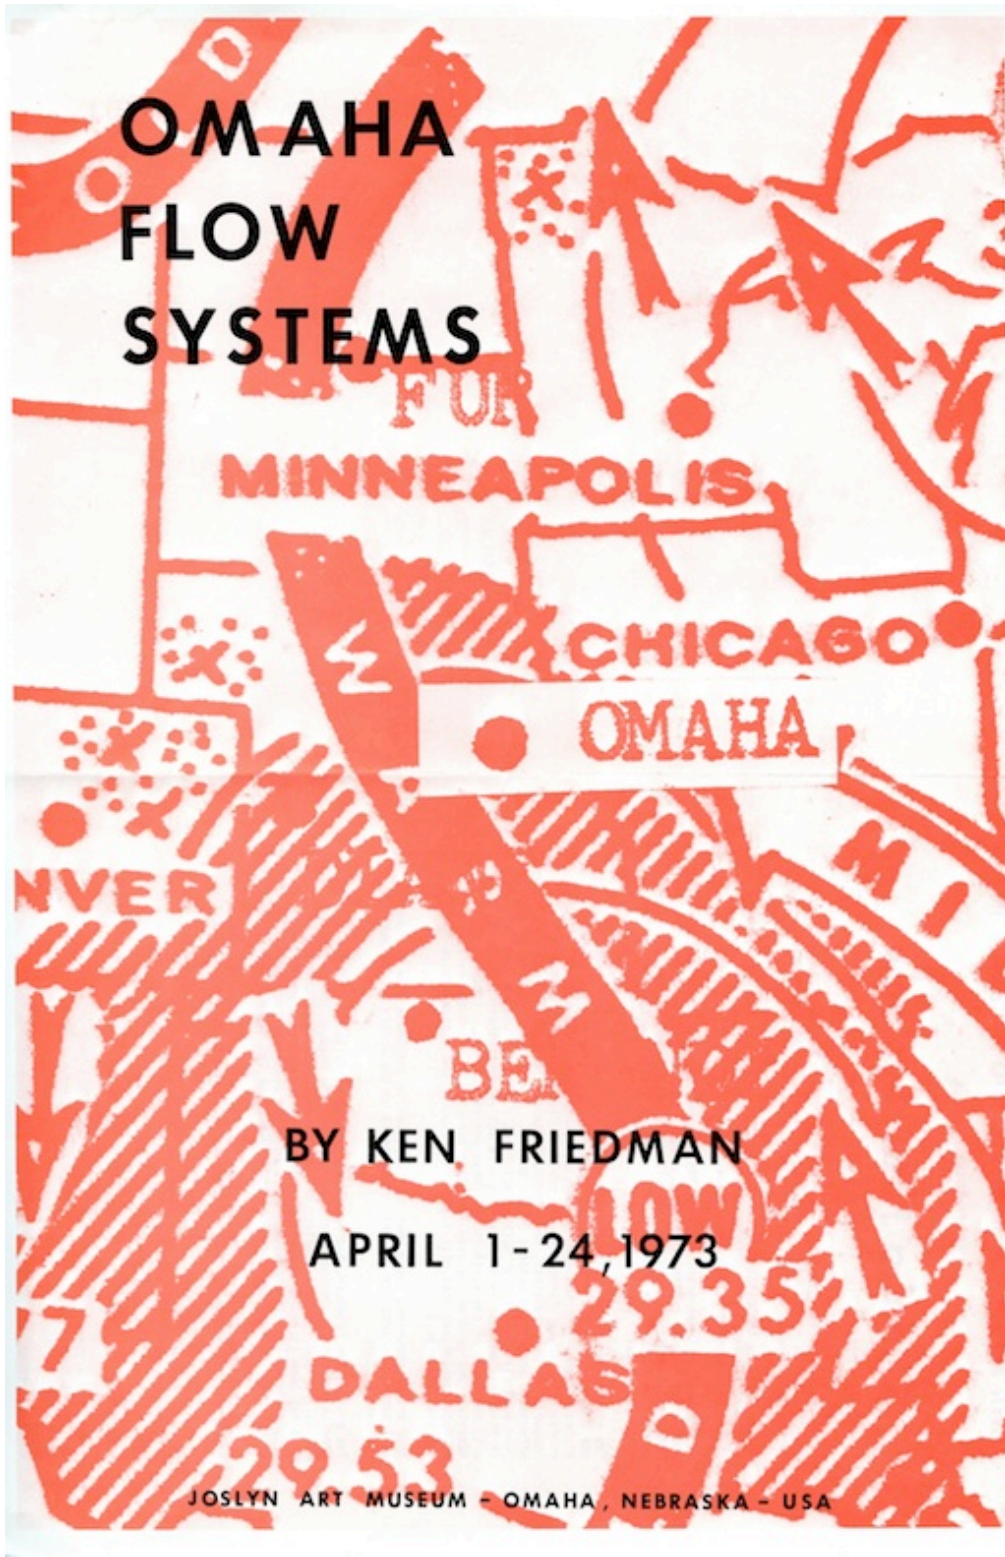 OMAHA
FLOW
SYSTEMS
FUR
MINNEAPOLIS
CHICAGO
OMAHA
NVER
BE
BY KEN FRIEDMAN
LOW
APRIL 1-24, 1973
29.35
DALLAS
29.53
JOSLYN ART MUSEUM - OMAHA, NEBRASKA - USA